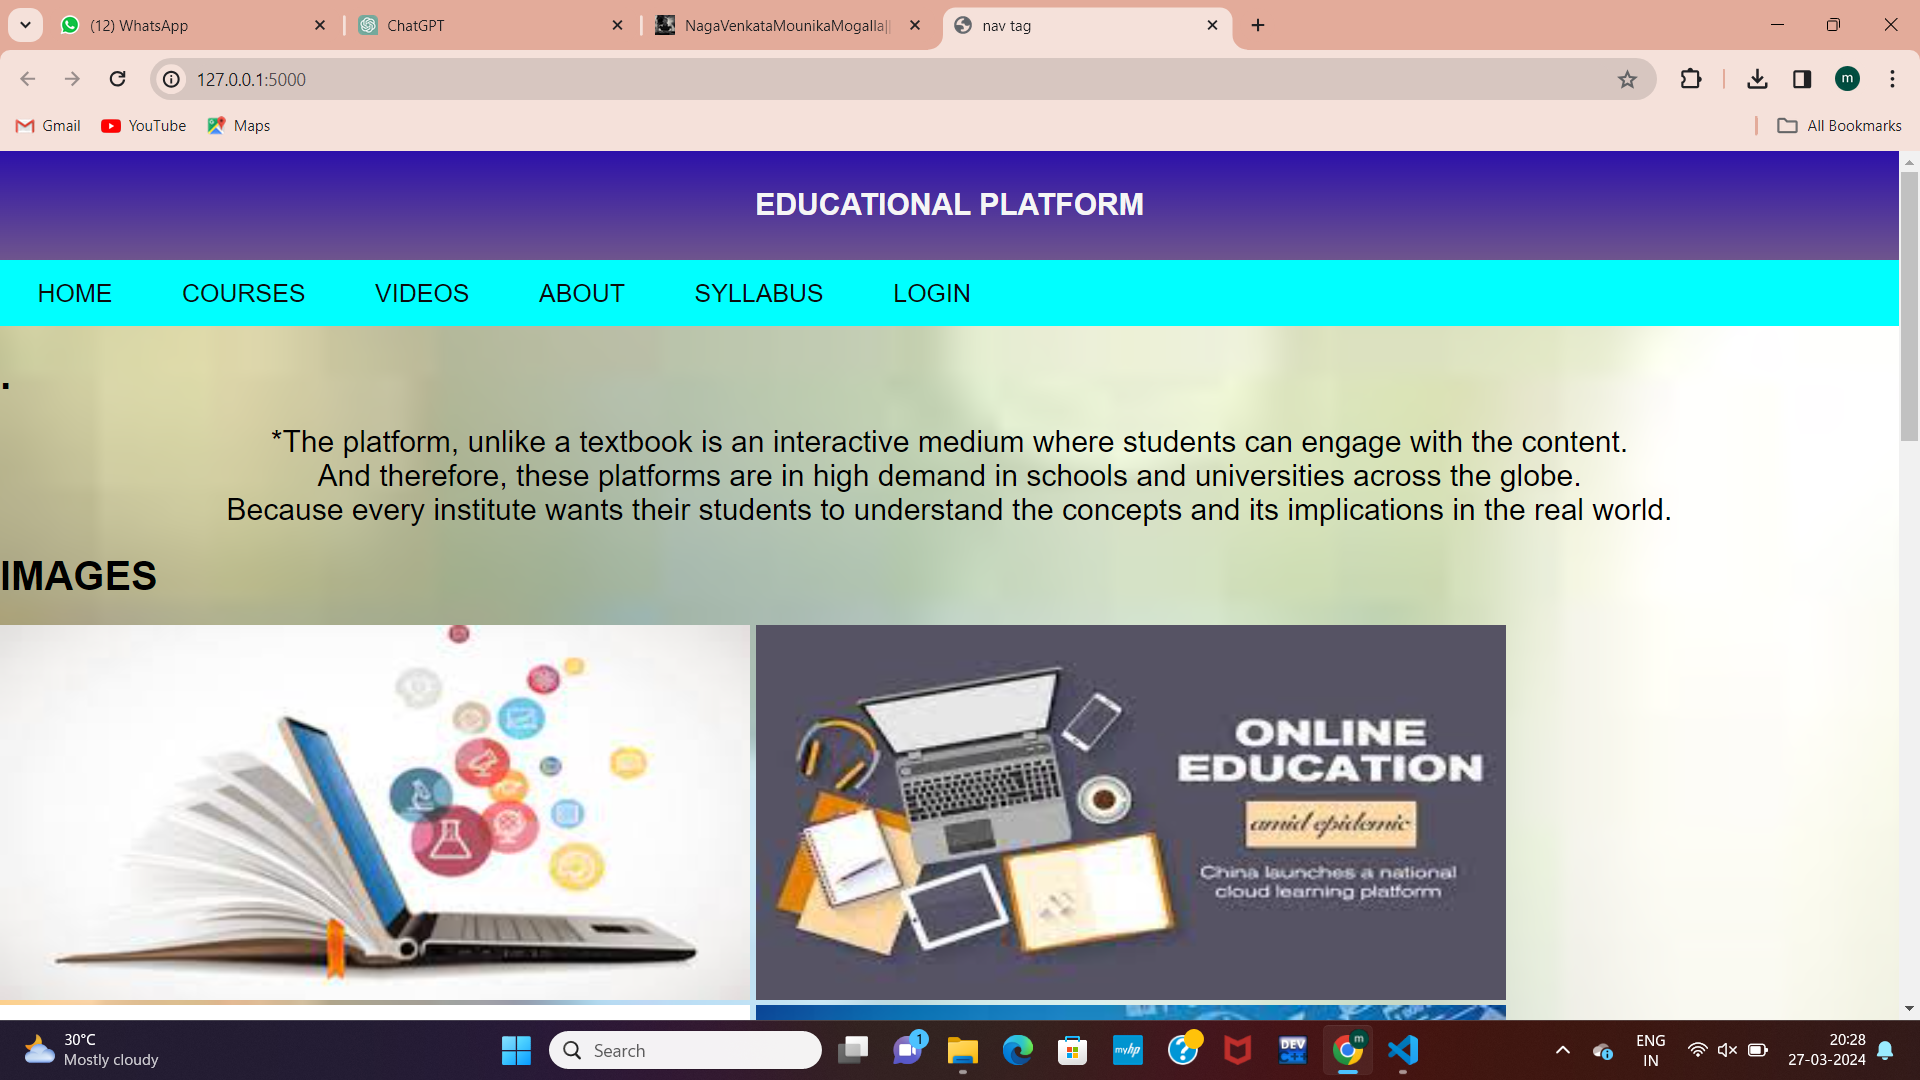 (12) WhatsApp
ChatGPT
NagaVenkataMounikaMogalla
nav tag
127.0.0.1:5000
m
Gmail
YouTube
Maps
All Bookmarks
EDUCATIONAL PLATFORM
HOME COURSES VIDEOS ABOUT SYLLABUS LOGIN
.
*The platform, unlike a textbook is an interactive medium where students can engage with the content.
And therefore, these platforms are in high demand in schools and universities across the globe.
Because every institute wants their students to understand the concepts and its implications in the real world.
IMAGES
ONLINE
EDUCATION
amid epidemic
China launches a national
cloud learning platform
30°C
Mostly cloudy
Search
1
myhp
?
DEV
C++
m
ENG
IN
20:28
27-03-2024